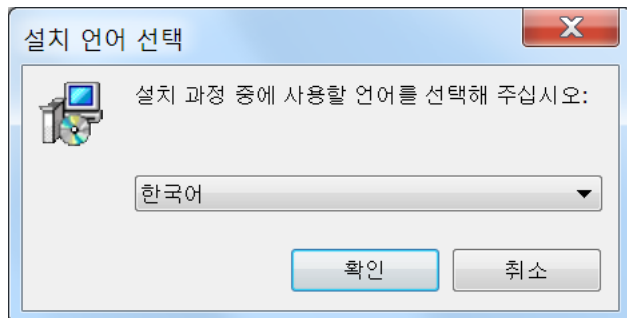 설치 언어 선택
설치 과정 중에 사용할 언어를 선택해 주십시오:
한국어
확인
취소